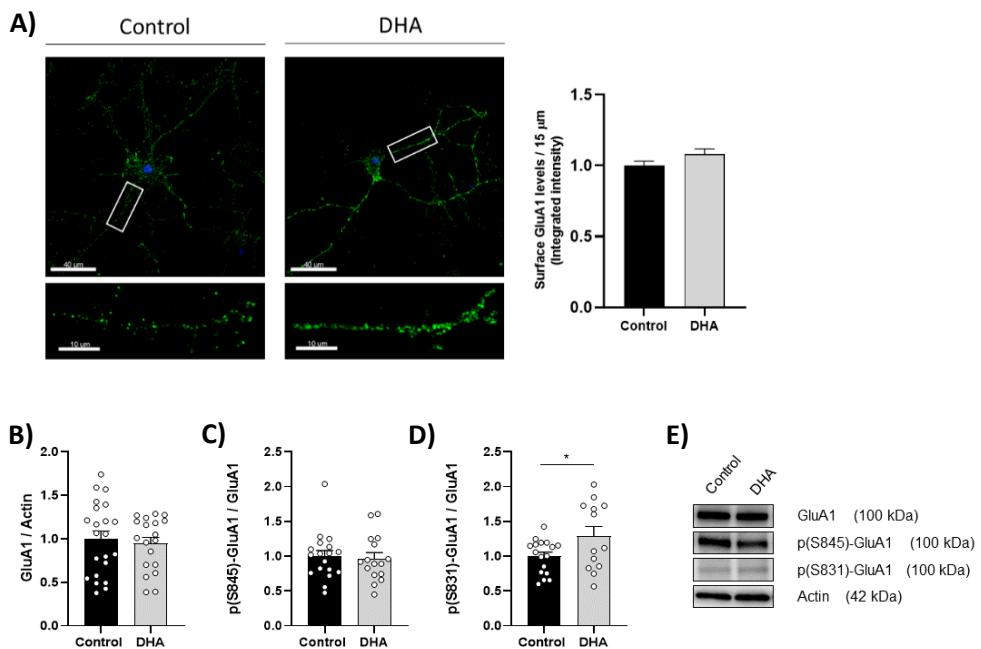 A)
Control
DHA
40 µm
40 µm
10 µm
10 µm
Surface GluA1 levels / 15 µm
(Integrated intensity)
1.5
1.0
0.5
0.0
Control
DHA
B)
GluA1 / Actin
2.0
1.5
1.0
0.5
0.0
Control
DHA
C)
p(S845)-GluA1 / GluA1
2.5
2.0
1.5
1.0
0.5
0.0
Control
DHA
D)
p(S831)-GluA1 / GluA1
2.5
2.0
1.5
1.0
0.5
0.0
*
Control
DHA
E)
Control
DHA
GluA1 (100 kDa)
p(S845)-GluA1 (100 kDa)
p(S831)-GluA1 (100 kDa)
Actin (42 kDa)